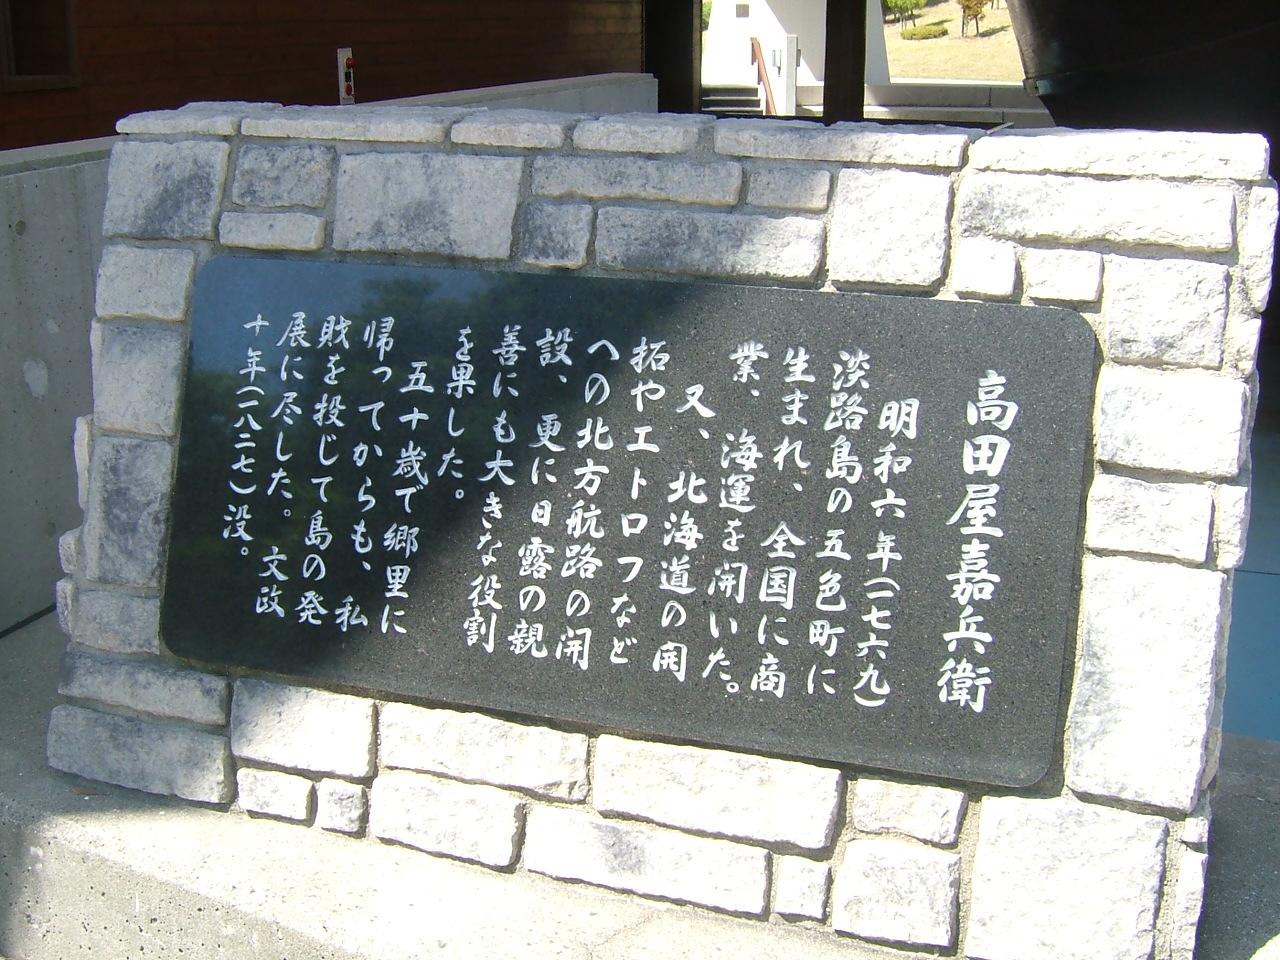 高田屋嘉兵衛
明和六年(一七六九)
淡路島の五色町に
生まれ、全国に商
業、海運を開いた。
又、北海道の開
拓やエトロフなど
への北方航路の開
設、更に日露の親
善にも大きな役割
を果した。
五十歳で郷里に
帰ってからも、私
財を投じて島の発
展に尽した。文政
十年(一八二七)没。